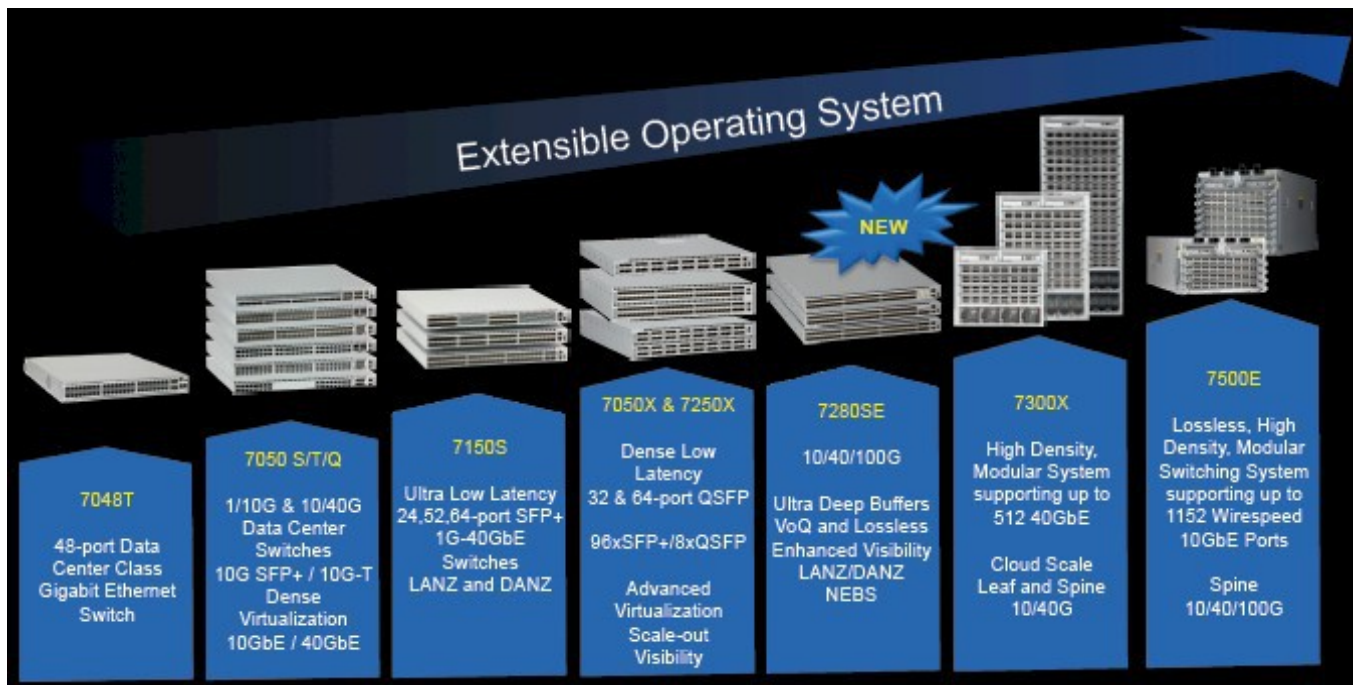 Extensible Operating System
NEW
7048T
48-port Data
Center Class
Gigabit Ethernet
Switch
7050 S/T/Q
1/10G & 10/40G
Data Center
Switches
10G SFP+ / 10G-T
Dense
Virtualization
10GbE / 40GbE
7150S
Ultra Low Latency
24,52,64-port SFP+
1G-40GbE
Switches
LANZ and DANZ
7050X & 7250X
Dense Low
Latency
32 & 64-port QSFP
96xSFP+/8xQSFP
Advanced
Virtualization
Scale-out
Visibility
7280SE
10/40/100G
Ultra Deep Buffers
VoQ and Lossless
Enhanced Visibility
LANZ/DANZ
NEBS
7300X
High Density,
Modular System
supporting up to
512 40GbE
Cloud Scale
Leaf and Spine
10/40G
7500E
Lossless, High
Density, Modular
Switching System
supporting up to
1152 Wirespeed
10GbE Ports
Spine
10/40/100G